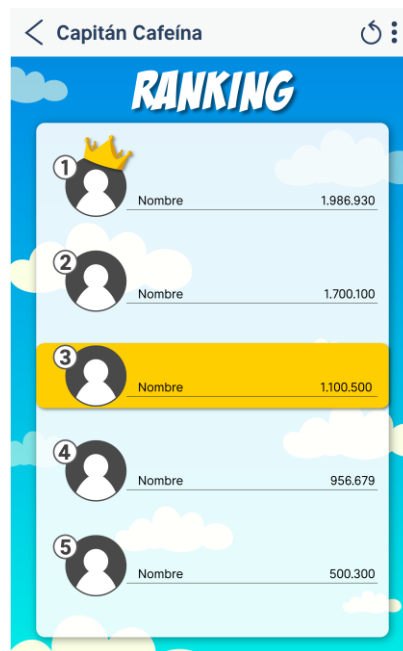 Capitán Cafeína
RANKING
1
Nombre 1.986.930
2
Nombre 1.700.100
3
Nombre 1.100.500
4
Nombre 956.679
5
Nombre 500.300